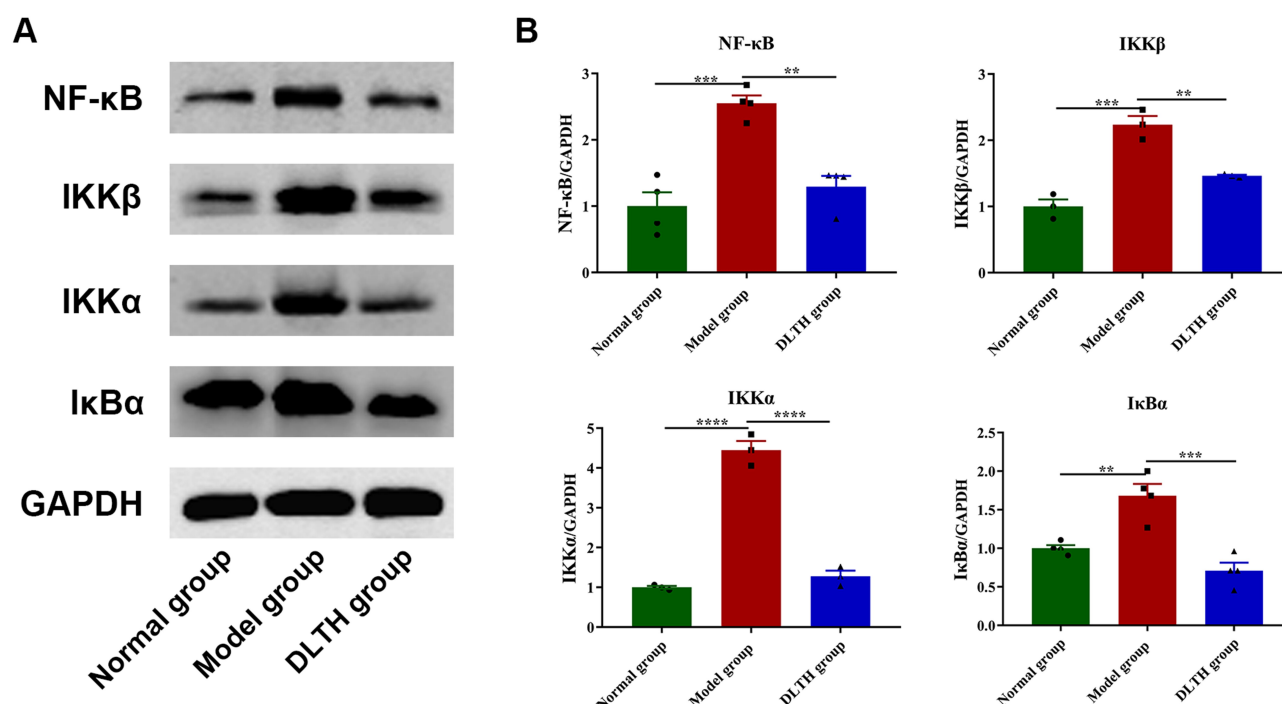 A
NF-κB
IKKβ
IKKα
IκBα
GAPDH
Normal group
Model group
DLTH group
B
NF-κB
NF-κB/GAPDH
3
2
1
0
***
**
Normal group
Model group
DLTH group
IKKβ
IKKβ/GAPDH
3
2
1
0
***
**
Normal group
Model group
DLTH group
IKKα
IKKα/GAPDH
5
4
3
2
1
0
****
****
Normal group
Model group
DLTH group
IκBα
IκBα/GAPDH
2.5
2.0
1.5
1.0
0.5
0.0
**
***
Normal group
Model group
DLTH group